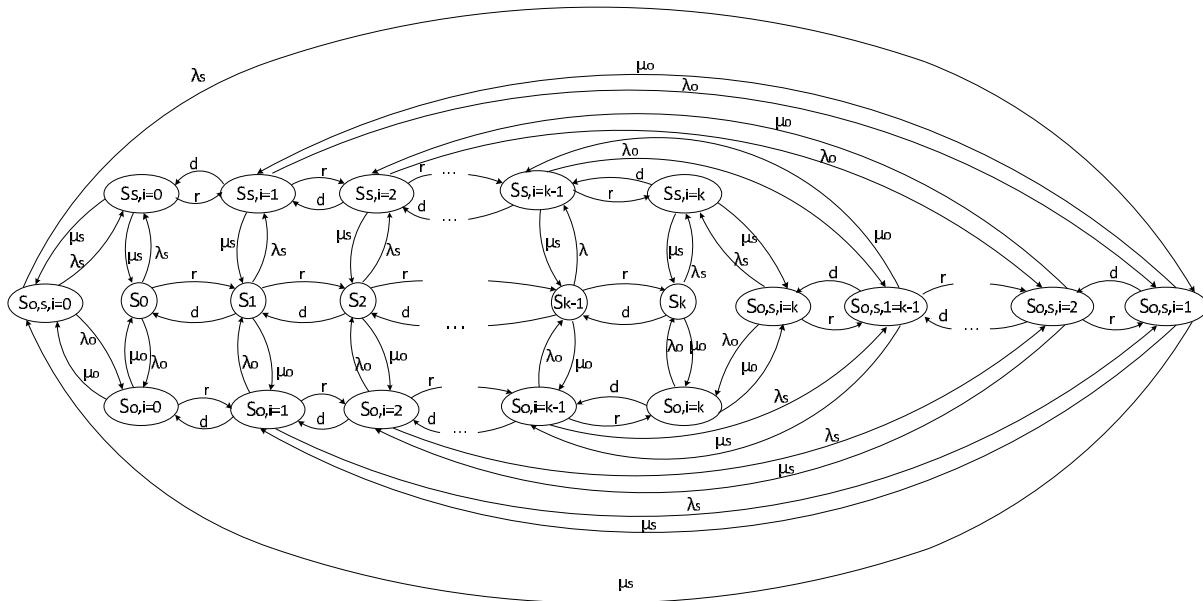 λs
μo
λo
μo
λo
λo
d
r
r
r
...
d
Ss,i=0
r
Ss,i=1
d
Ss,i=2
d
...
Ss,i=k-1
r
Ss,i=k
μs
λs
μs
λs
μs
λs
μs
λs
μs
λ
μs
λs
μs
λs
μo
So,s,i=0
S0
r
d
S1
r
d
S2
r
d
...
Sk-1
r
d
Sk
So,s,i=k
d
r
So,s,1=k-1
r
d
...
So,s,i=2
d
r
So,s,i=1
λo
μo
μo
λo
λo
μo
λo
μo
λo
μo
λo
μo
λo
μo
So,i=0
r
d
So,i=1
r
d
So,i=2
r
d
...
So,i=k-1
d
r
So,i=k
λs
μs
λs
μs
λs
μs
μs